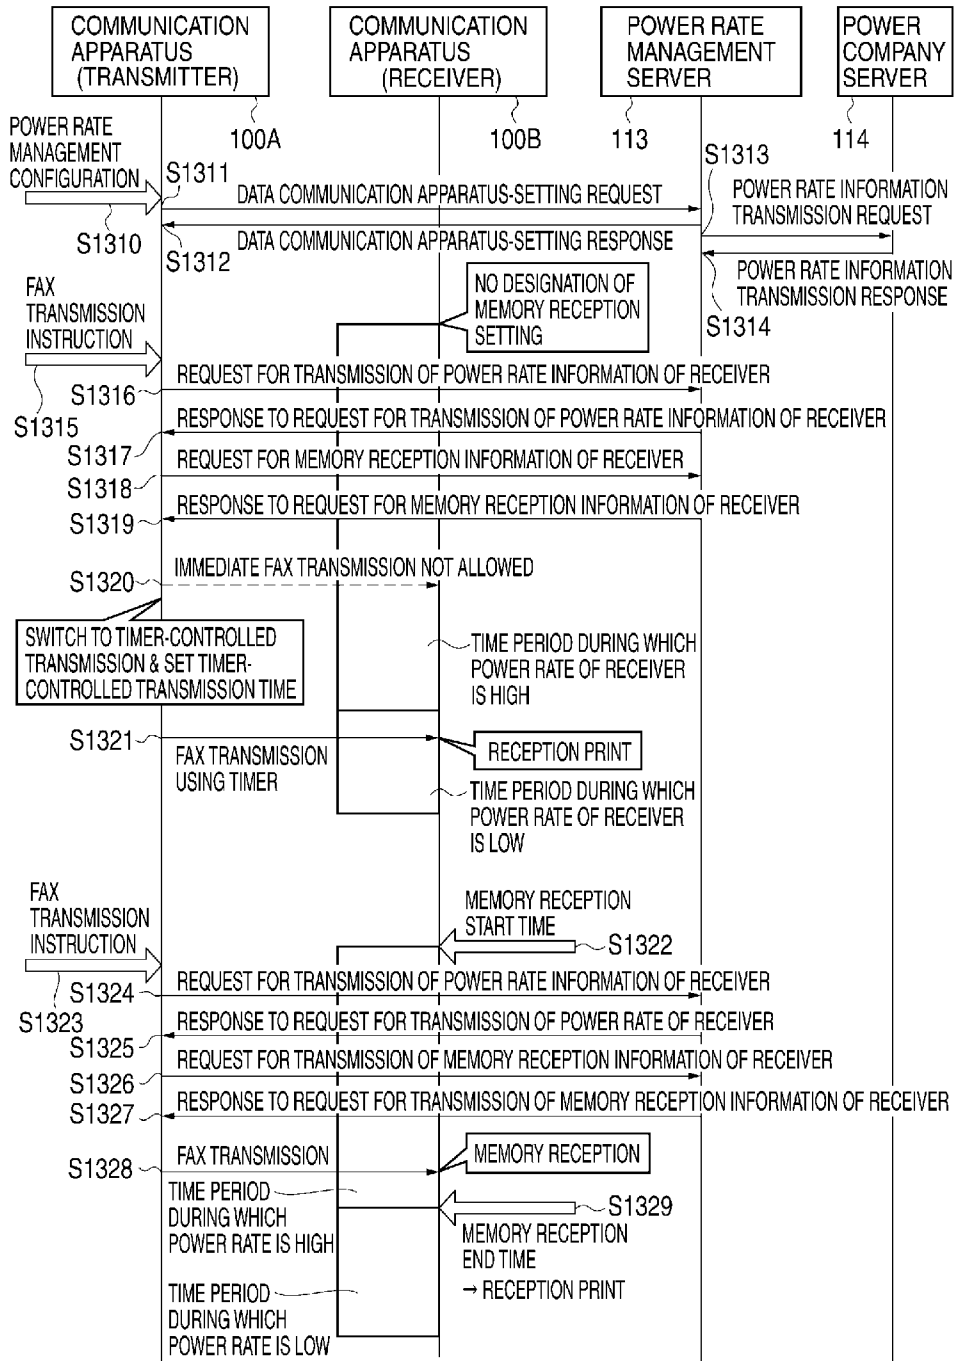 COMMUNICATION
APPARATUS
(TRANSMITTER)
COMMUNICATION
APPARATUS
(RECEIVER)
POWER RATE
MANAGEMENT
SERVER
POWER
COMPANY
SERVER
100A
100B
113
114
POWER RATE
MANAGEMENT
CONFIGURATION
S1310
S1311
DATA COMMUNICATION APPARATUS-SETTING REQUEST
S1312
DATA COMMUNICATION APPARATUS-SETTING RESPONSE
S1313
POWER RATE INFORMATION
TRANSMISSION REQUEST
POWER RATE INFORMATION
TRANSMISSION RESPONSE
S1314
NO DESIGNATION OF
MEMORY RECEPTION
SETTING
FAX
TRANSMISSION
INSTRUCTION
S1315
REQUEST FOR TRANSMISSION OF POWER RATE INFORMATION OF RECEIVER
S1316
RESPONSE TO REQUEST FOR TRANSMISSION OF POWER RATE INFORMATION OF RECEIVER
S1317
REQUEST FOR MEMORY RECEPTION INFORMATION OF RECEIVER
S1318
RESPONSE TO REQUEST FOR MEMORY RECEPTION INFORMATION OF RECEIVER
S1319
IMMEDIATE FAX TRANSMISSION NOT ALLOWED
S1320
SWITCH TO TIMER-CONTROLLED
TRANSMISSION & SET TIMER-
CONTROLLED TRANSMISSION TIME
TIME PERIOD DURING WHICH
POWER RATE OF RECEIVER
IS HIGH
S1321
FAX TRANSMISSION
USING TIMER
RECEPTION PRINT
TIME PERIOD DURING WHICH
POWER RATE OF RECEIVER
IS LOW
FAX
TRANSMISSION
INSTRUCTION
S1323
MEMORY RECEPTION
START TIME
S1322
REQUEST FOR TRANSMISSION OF POWER RATE INFORMATION OF RECEIVER
S1324
RESPONSE TO REQUEST FOR TRANSMISSION OF POWER RATE OF RECEIVER
S1325
REQUEST FOR TRANSMISSION OF MEMORY RECEPTION INFORMATION OF RECEIVER
S1326
RESPONSE TO REQUEST FOR TRANSMISSION OF MEMORY RECEPTION INFORMATION OF RECEIVER
S1327
FAX TRANSMISSION
S1328
MEMORY RECEPTION
TIME PERIOD
DURING WHICH
POWER RATE IS HIGH
S1329
MEMORY RECEPTION
END TIME
→ RECEPTION PRINT
TIME PERIOD
DURING WHICH
POWER RATE IS LOW